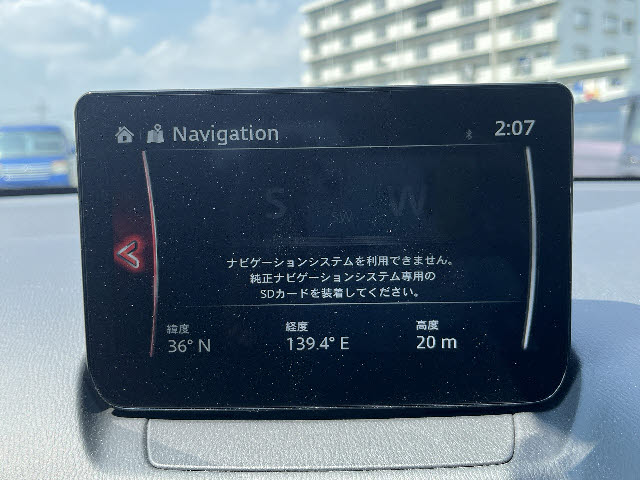 Navigation
2:07
S
SW
W
ナビゲーションシステムを利用できません。
純正ナビゲーションシステム専用の
SDカードを装着してください。
緯度
経度
高度
36° N
139.4° E
20 m